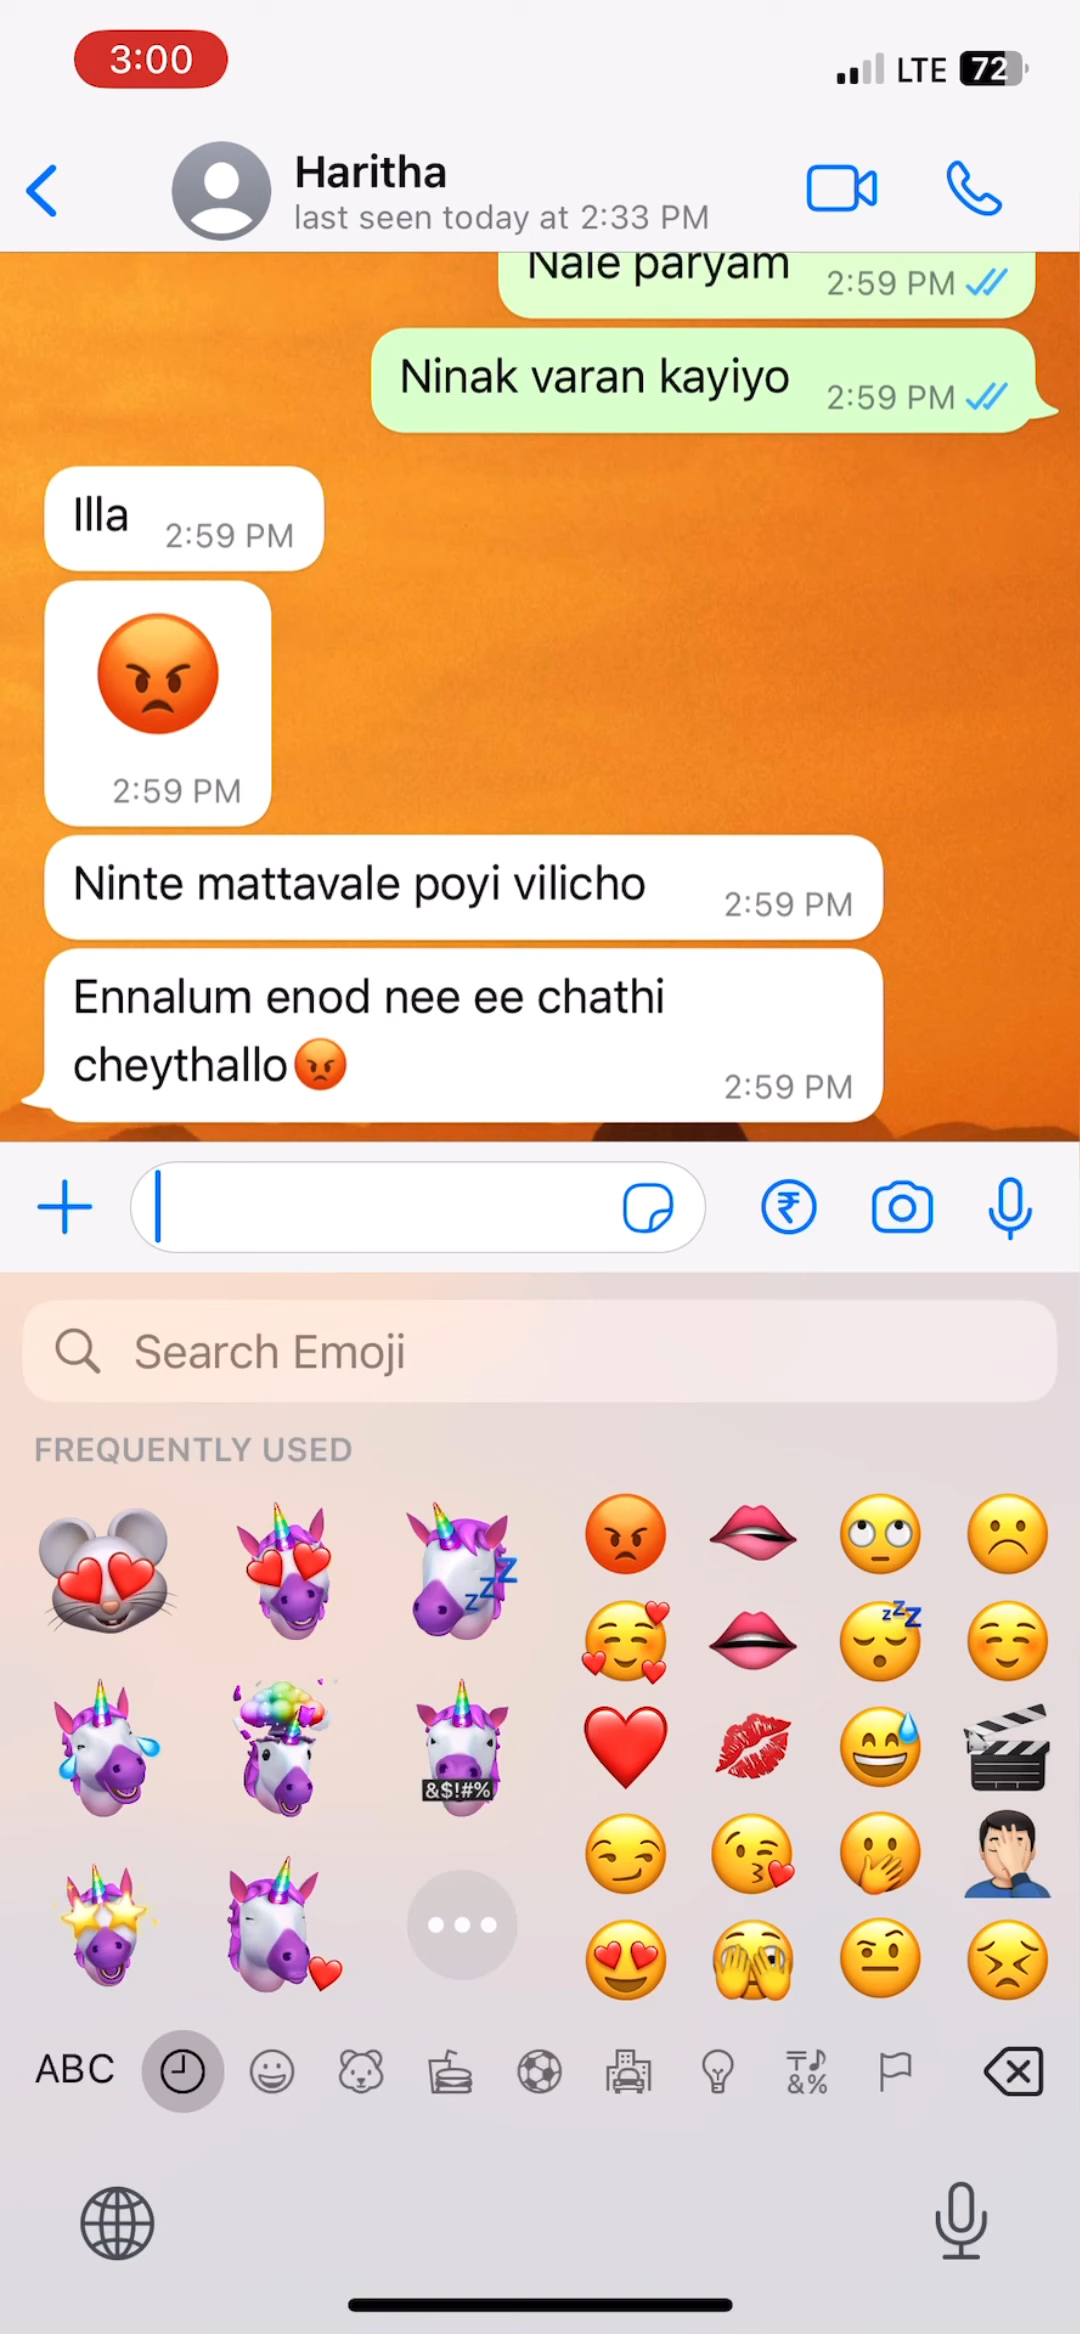 3:00
LTE 72
Haritha
last seen today at 2:33 PM
Nale paryam 2:59 PM
Ninak varan kayiyo 2:59 PM
Illa 2:59 PM
2:59 PM
Ninte mattavale poyi vilicho 2:59 PM
Ennalum enod nee ee chathi
cheythallo
2:59 PM
Search Emoji
FREQUENTLY USED
zzZ
zzZ
&$!#%
ABC
&%